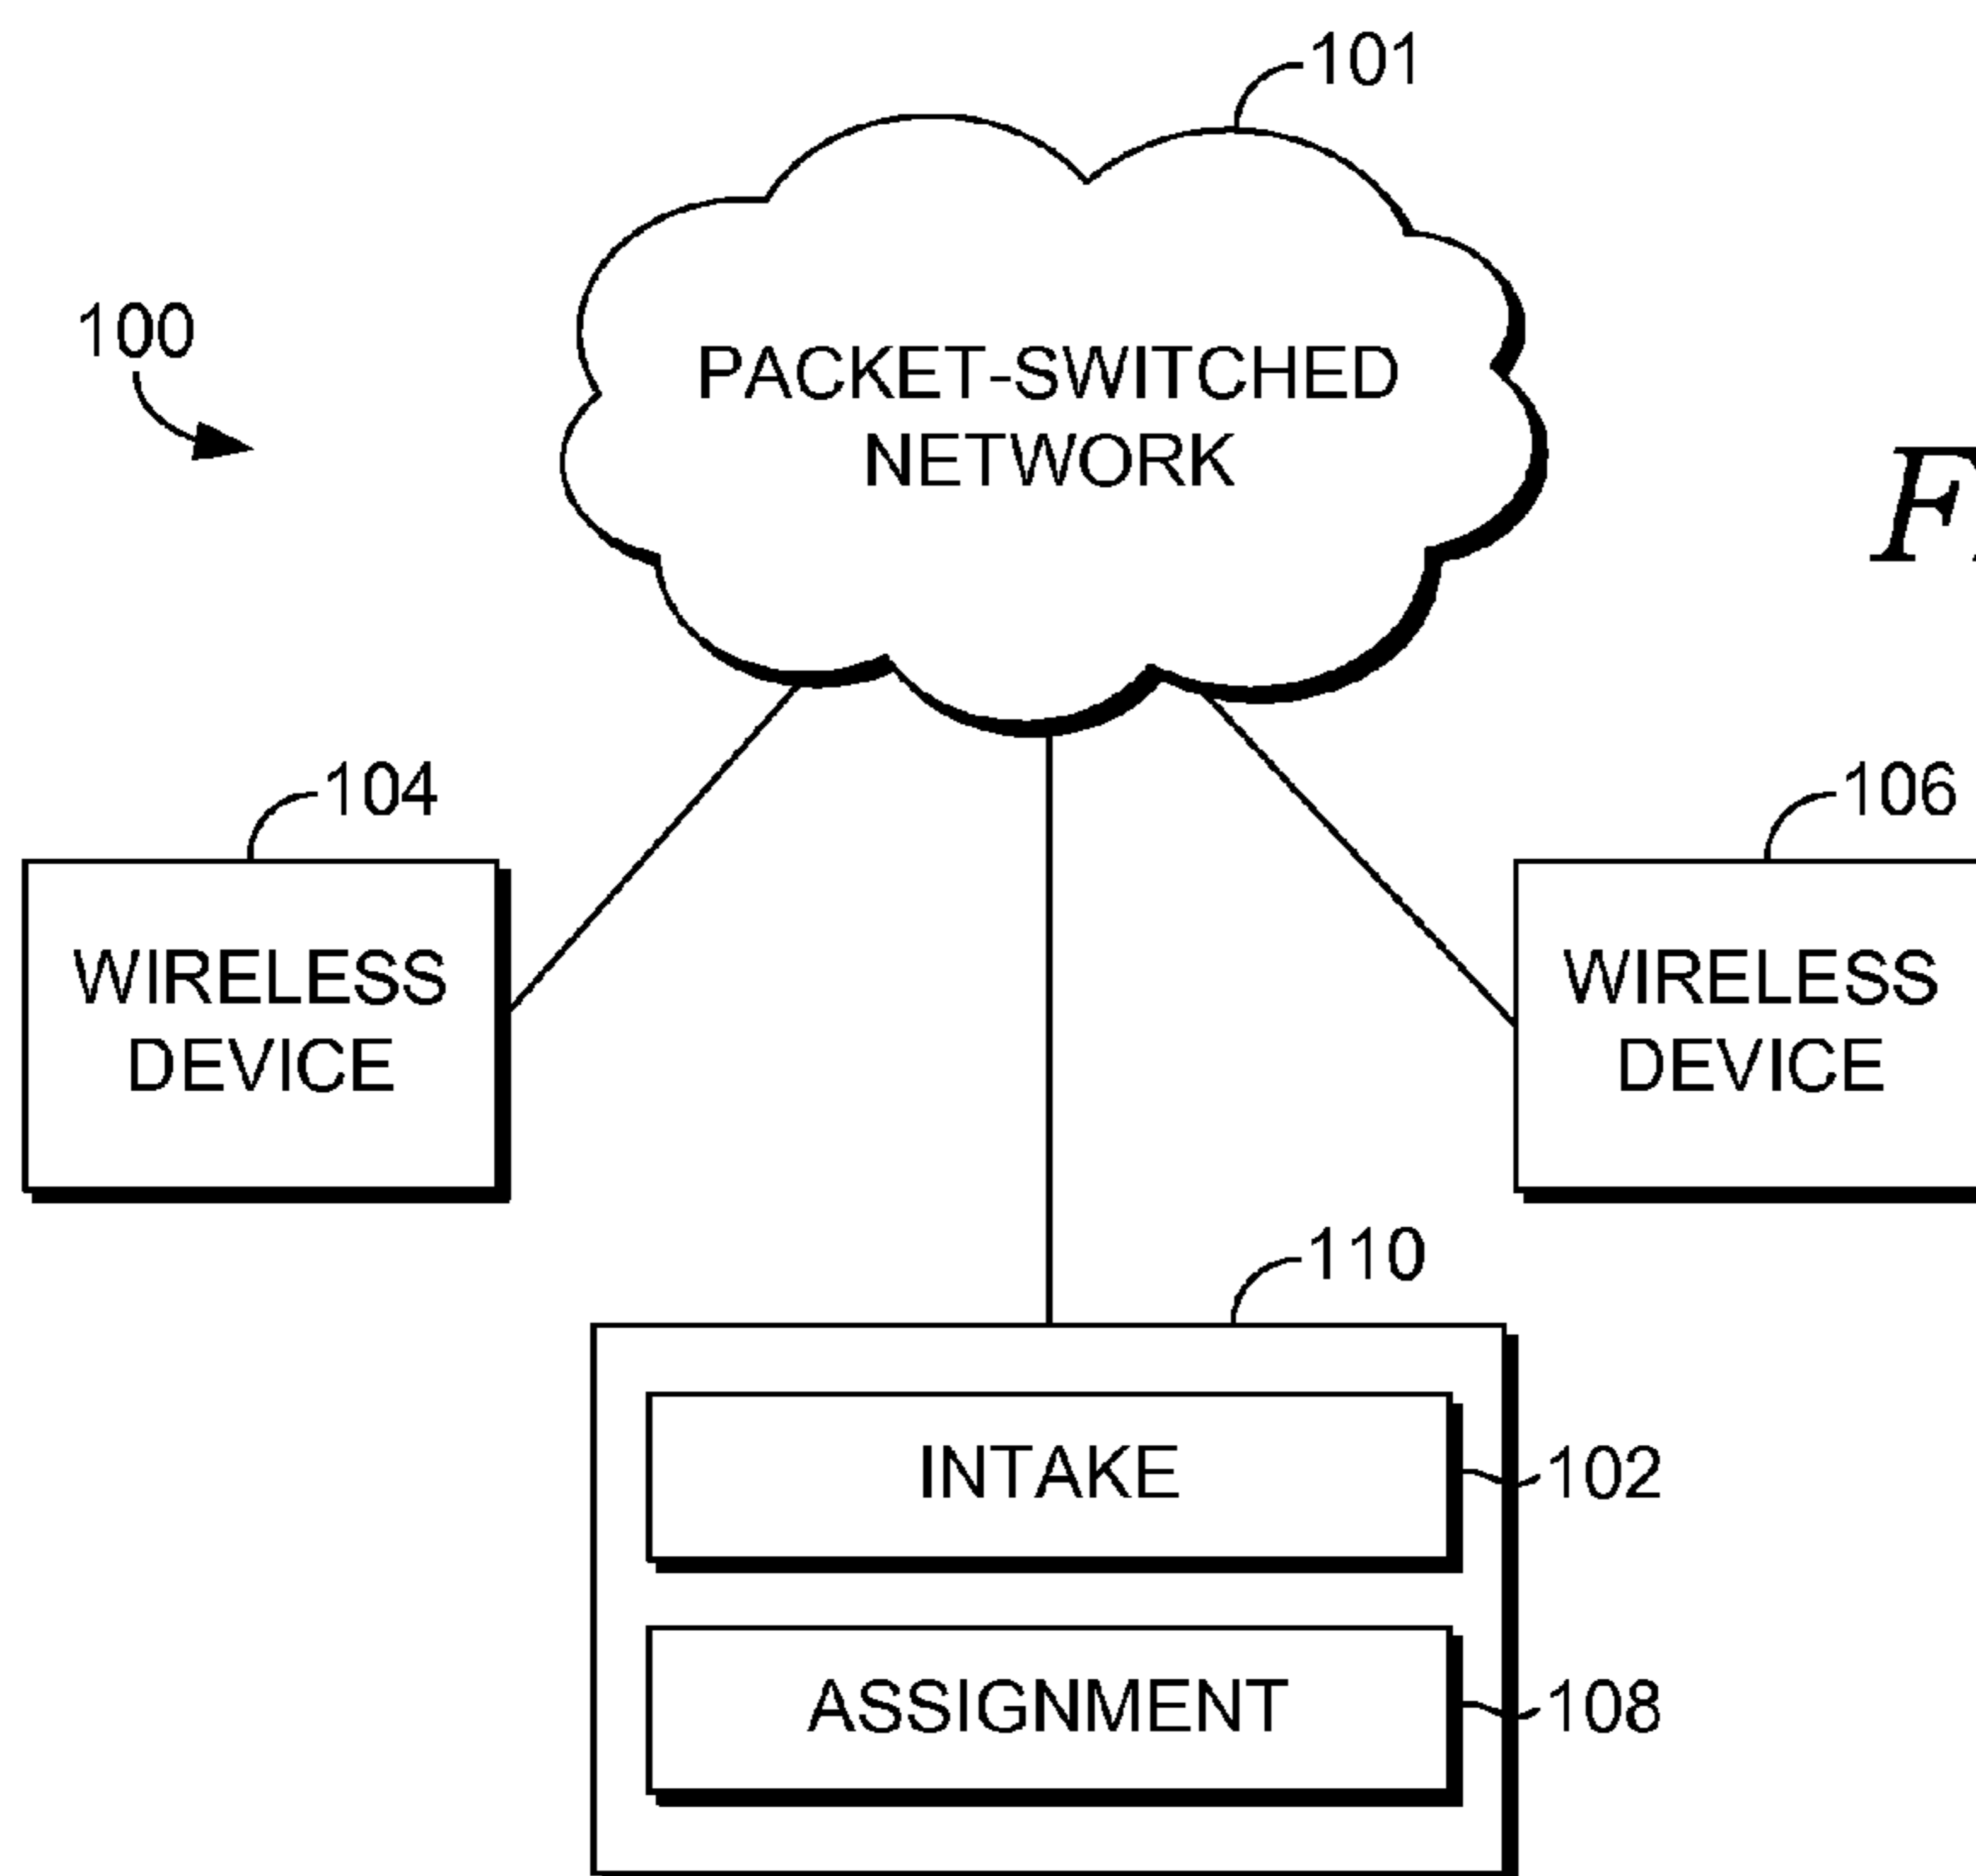 101
100
PACKET-SWITCHED
NETWORK
104
106
WIRELESS
DEVICE
WIRELESS
DEVICE
110
INTAKE
102
ASSIGNMENT
108